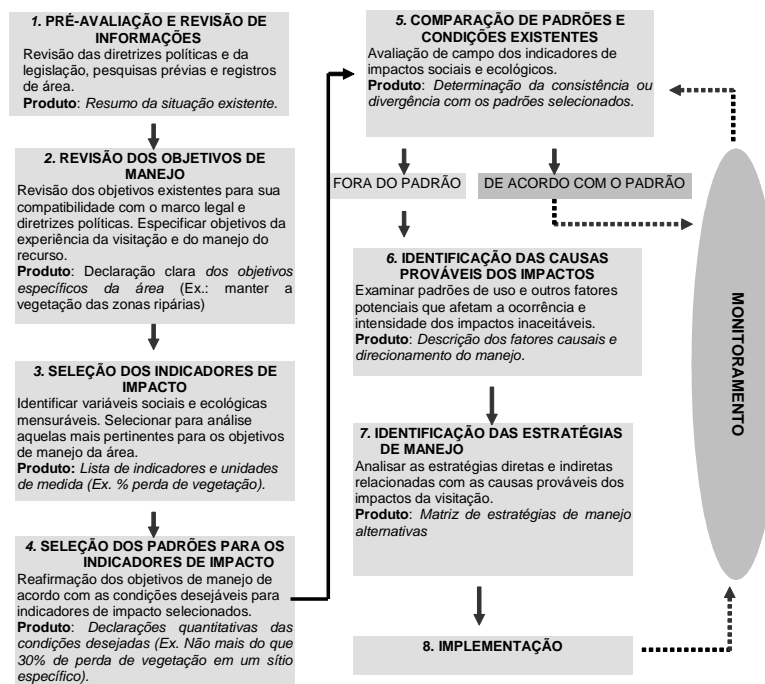 1. PRÉ-AVALIAÇÃO E REVISÃO DE
INFORMAÇÕES
Revisão das diretrizes políticas e da
legislação, pesquisas prévias e registros
de área.
Produto: Resumo da situação existente.
2. REVISÃO DOS OBJETIVOS DE
MANEJO
Revisão dos objetivos existentes para sua
compatibilidade com o marco legal e
diretrizes políticas. Especificar objetivos da
experiência da visitação e do manejo do
recurso.
Produto: Declaração clara dos objetivos
específicos da área (Ex.: manter a
vegetação das zonas ripárias)
3. SELEÇÃO DOS INDICADORES DE
IMPACTO
Identificar variáveis sociais e ecológicas
mensuráveis. Selecionar para análise
aquelas mais pertinentes para os objetivos
de manejo da área.
Produto: Lista de indicadores e unidades
de medida (Ex. % perda de vegetação).
4. SELEÇÃO DOS PADRÕES PARA OS
INDICADORES DE IMPACTO
Reafirmação dos objetivos de manejo de
acordo com as condições desejáveis para
indicadores de impacto selecionados.
Produto: Declarações quantitativas das
condições desejadas (Ex. Não mais do que
30% de perda de vegetação em um sítio
específico).
5. COMPARAÇÃO DE PADRÕES E
CONDIÇÕES EXISTENTES
Avaliação de campo dos indicadores de
impactos sociais e ecológicos.
Produto: Determinação da consistência ou
divergência com os padrões selecionados.
FORA DO PADRÃO
DE ACORDO COM O PADRÃO
6. IDENTIFICAÇÃO DAS CAUSAS
PROVÁVEIS DOS IMPACTOS
Examinar padrões de uso e outros fatores
potenciais que afetam a ocorrência e
intensidade dos impactos inaceitáveis.
Produto: Descrição dos fatores causais e
direcionamento do manejo.
7. IDENTIFICAÇÃO DAS ESTRATÉGIAS
DE MANEJO
Analisar as estratégias diretas e indiretas
relacionadas com as causas prováveis dos
impactos da visitação.
Produto: Matriz de estratégias de manejo
alternativas
8. IMPLEMENTAÇÃO
MONITORAMENTO